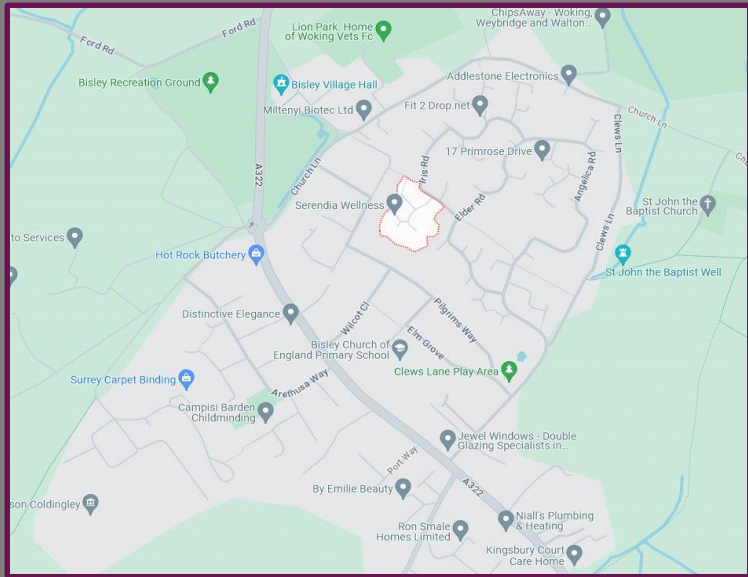 ChipsAway - Woking,
Weybridge and Walton...
Lion Park, Home
of Woking Vets Fc
Ford Rd
Ford Rd
Bisley Recreation Ground
Bisley Village Hall
Addlestone Electronics
Miltenyi Biotec Ltd
Fit 2 Drop.net
Church Ln
Clews Ln
17 Primrose Drive
A322
Church Ln
Iris Rd
Angelica Rd
Serendia Wellness
Elder Rd
St John the
Baptist Church
Clews Ln
to Services
Hot Rock Butchery
St John the Baptist Well
Distinctive Elegance
Wilcot Cl
Pilgrims Way
Elm Grove
Bisley Church of
England Primary School
Clews Lane Play Area
Surrey Carpet Binding
Arethusa Way
Campisi Barden
Childminding
Jewel Windows - Double
Glazing Specialists in...
Port Way
A322
By Emilie Beauty
son Coldingley
Niall's Plumbing
& Heating
Ron Smale
Homes Limited
Kingsbury Court
Care Home